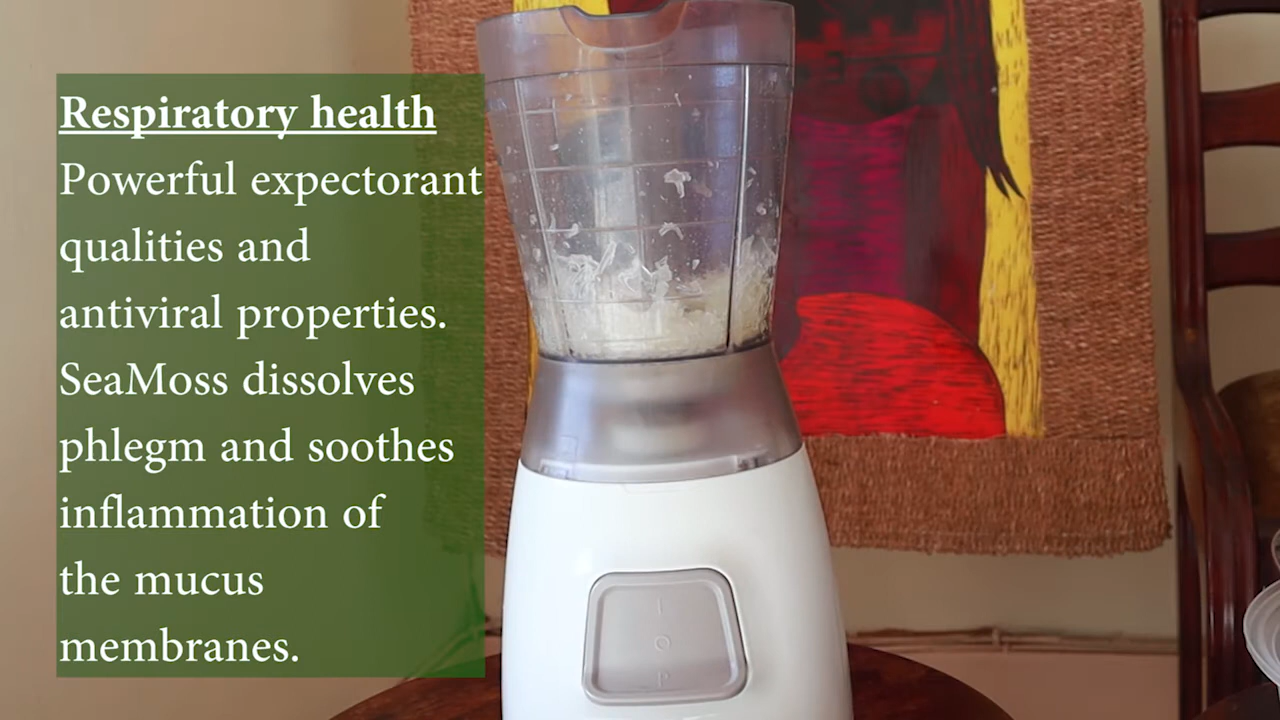 Respiratory health
Powerful expectorant
qualities and
antiviral properties.
SeaMoss dissolves
phlegm and soothes
inflammation of
the mucus
membranes.
I
O
P